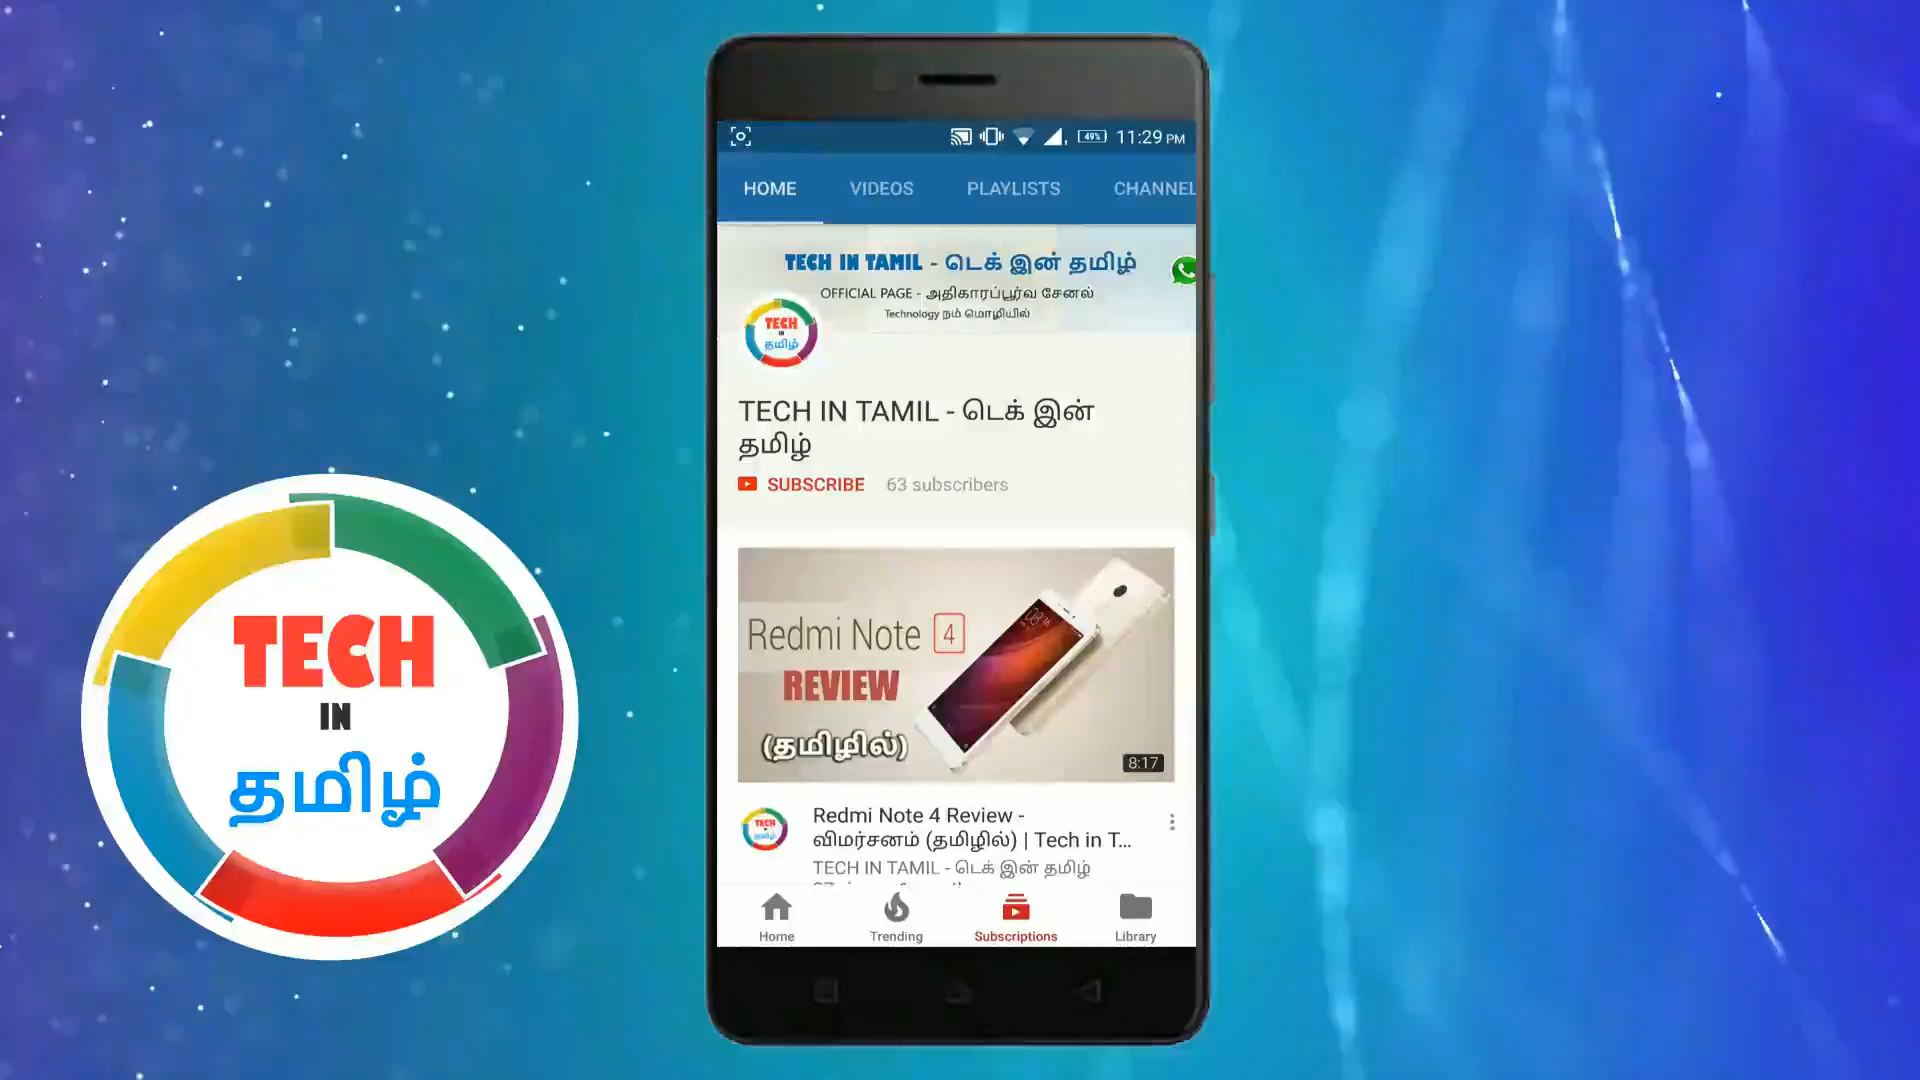 TECH
IN
தமிழ்
49%
11:29 PM
HOME
VIDEOS
PLAYLISTS
CHANNEL
TECH IN TAMIL - டெக் இன் தமிழ்
OFFICIAL PAGE - அதிகாரப்பூர்வ சேனல்
Technology நம் மொழியில்
TECH
IN
தமிழ்
TECH IN TAMIL - டெக் இன்
தமிழ்
SUBSCRIBE 63 subscribers
Redmi Note 4
REVIEW
(தமிழில்)
8:17
Redmi Note 4 Review -
விமர்சனம் (தமிழில்) | Tech in T...
TECH IN TAMIL - டெக் இன் தமிழ்
Home
Trending
Subscriptions
Library